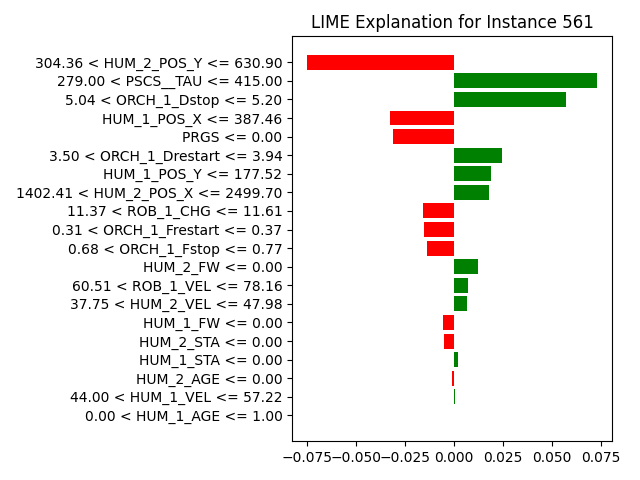 LIME Explanation for Instance 561
304.36 < HUM_2_POS_Y <= 630.90
279.00 < PSCS__TAU <= 415.00
5.04 < ORCH_1_Dstop <= 5.20
HUM_1_POS_X <= 387.46
PRGS <= 0.00
3.50 < ORCH_1_Drestart <= 3.94
HUM_1_POS_Y <= 177.52
1402.41 < HUM_2_POS_X <= 2499.70
11.37 < ROB_1_CHG <= 11.61
0.31 < ORCH_1_Frestart <= 0.37
0.68 < ORCH_1_Fstop <= 0.77
HUM_2_FW <= 0.00
60.51 < ROB_1_VEL <= 78.16
37.75 < HUM_2_VEL <= 47.98
HUM_1_FW <= 0.00
HUM_2_STA <= 0.00
HUM_1_STA <= 0.00
HUM_2_AGE <= 0.00
44.00 < HUM_1_VEL <= 57.22
0.00 < HUM_1_AGE <= 1.00
−0.075 −0.050 −0.025 0.000 0.025 0.050 0.075